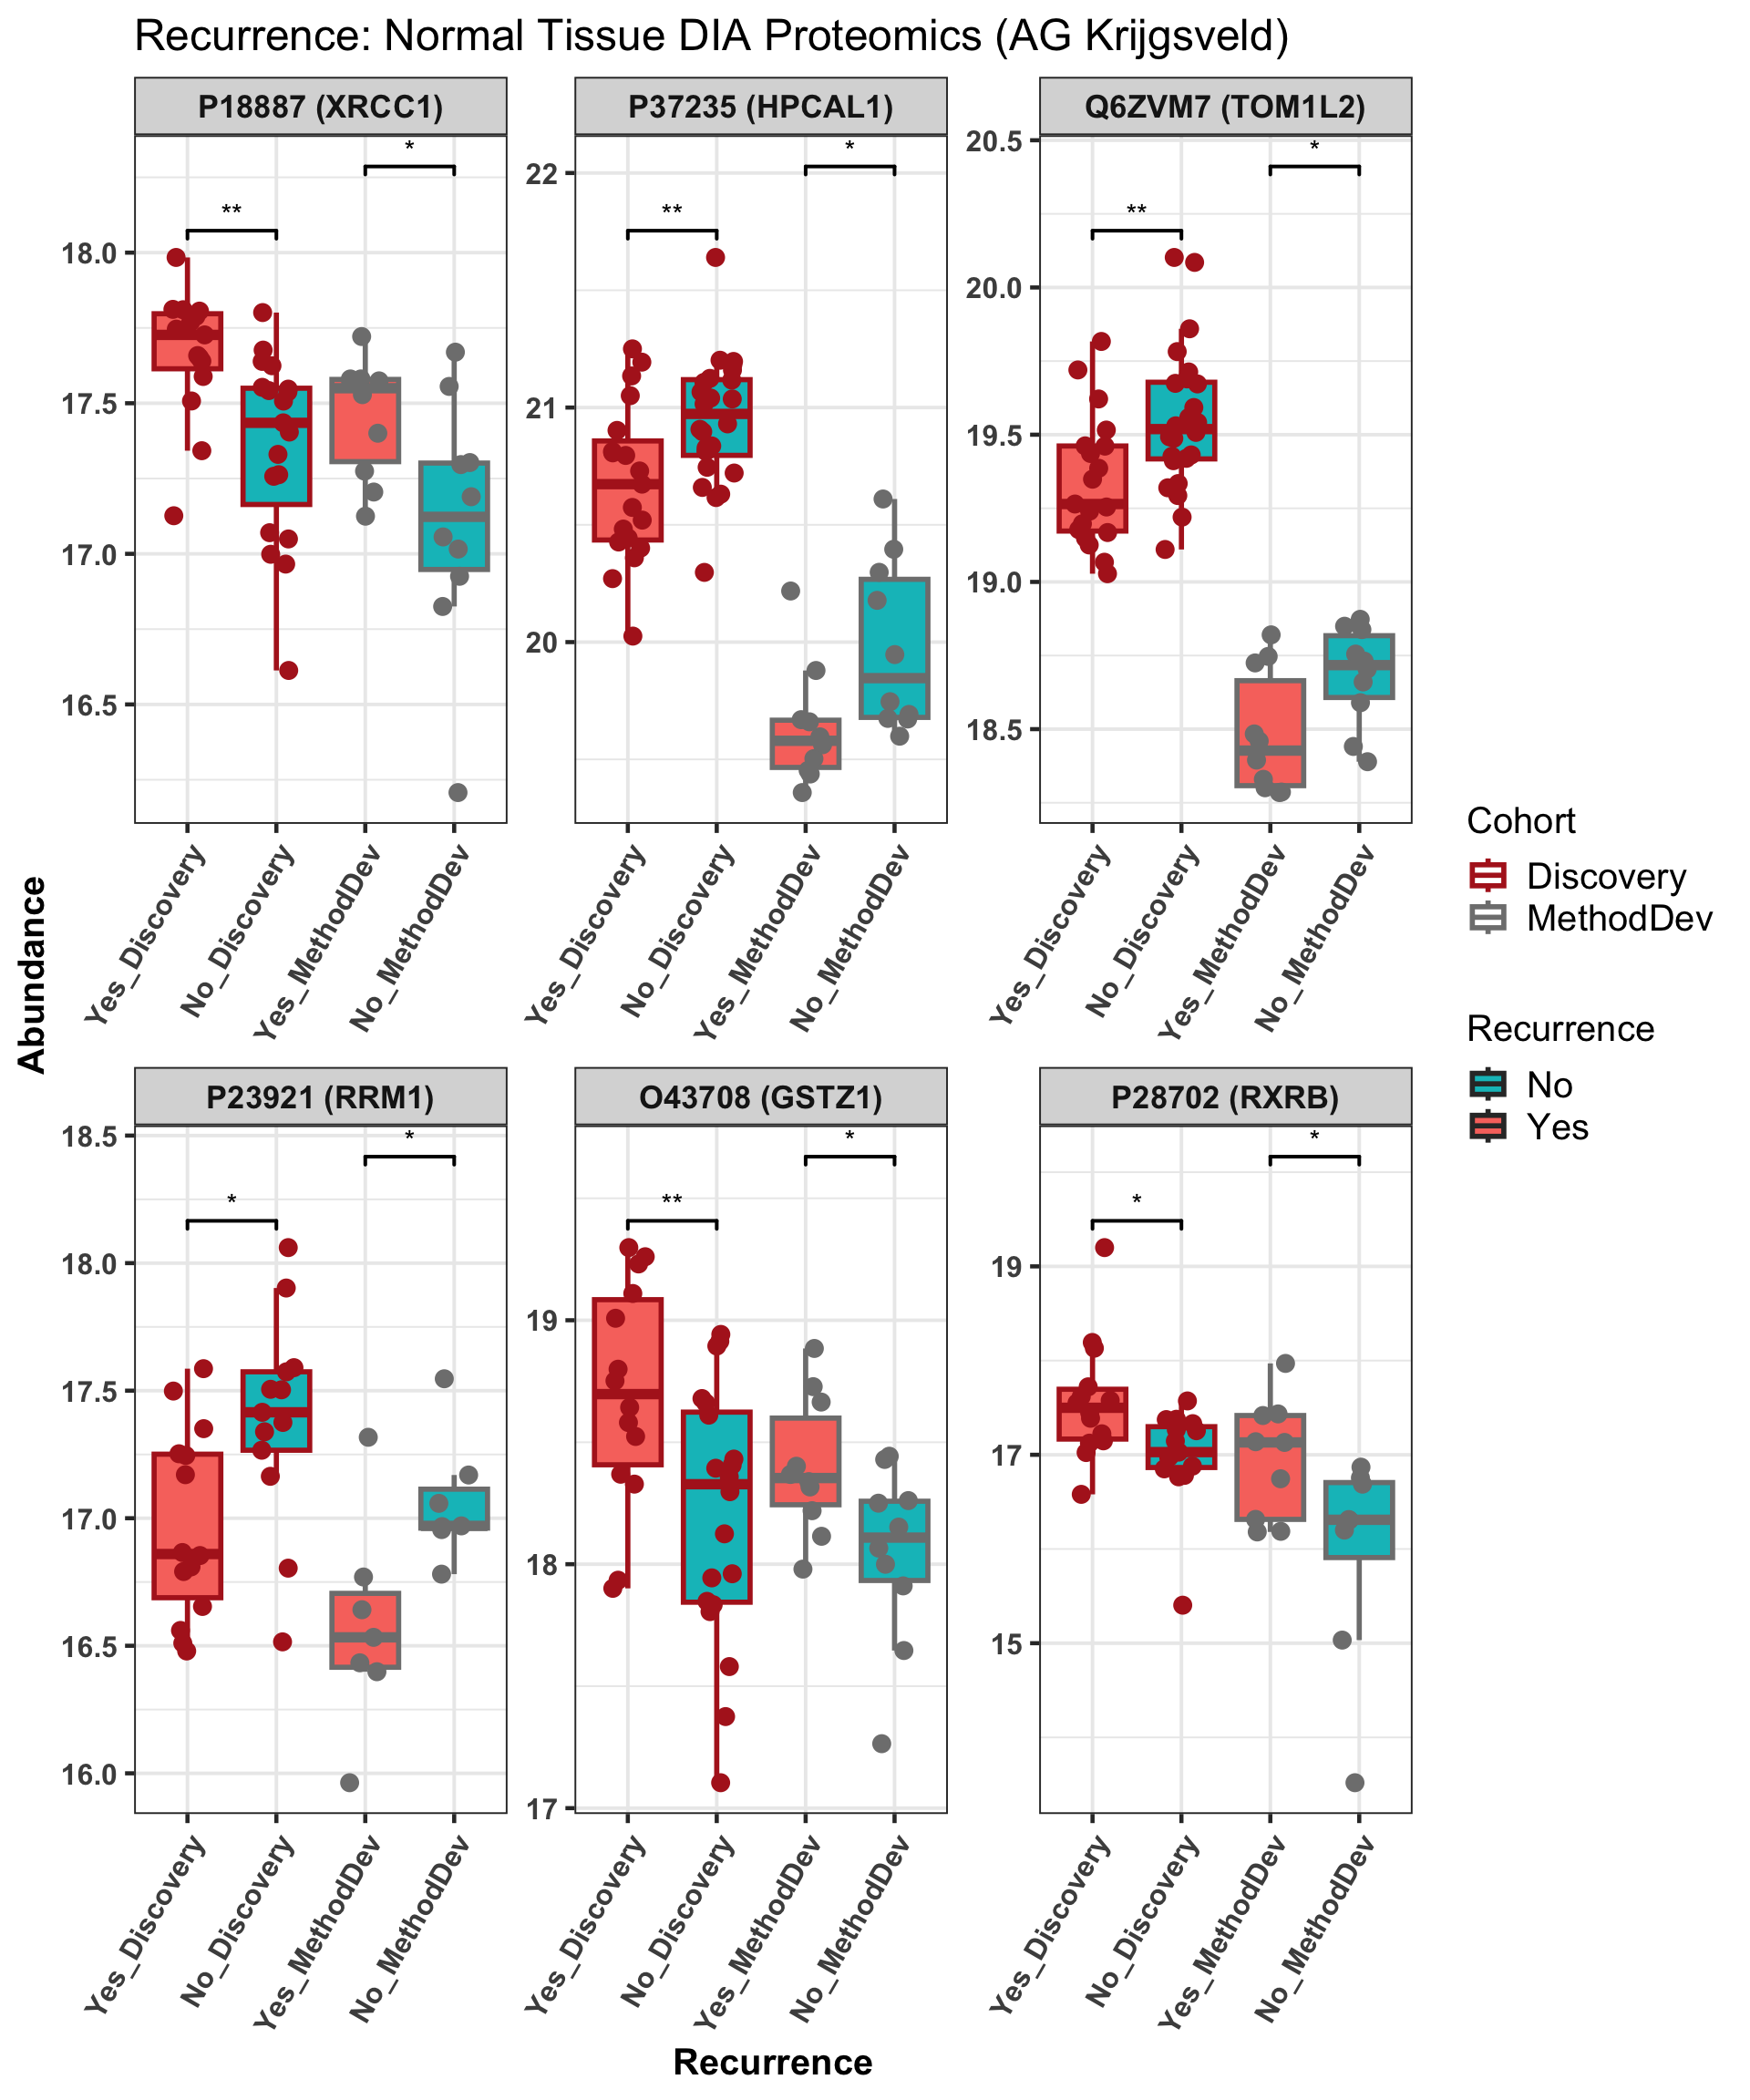 Recurrence: Normal Tissue DIA Proteomics (AG Krijgsveld)
P18887 (XRCC1)
P37235 (HPCAL1)
Q6ZVM7 (TOM1L2)
** *
** *
** *
18.0
17.5
17.0
16.5
22
21
20
20.5
20.0
19.5
19.0
18.5
Yes_Discovery
No_Discovery
Yes_MethodDev
No_MethodDev
Yes_Discovery
No_Discovery
Yes_MethodDev
No_MethodDev
Yes_Discovery
No_Discovery
Yes_MethodDev
No_MethodDev
Abundance
P23921 (RRM1)
O43708 (GSTZ1)
P28702 (RXRB)
* *
** *
* *
18.5
18.0
17.5
17.0
16.5
16.0
19
18
17
19
17
15
Yes_Discovery
No_Discovery
Yes_MethodDev
No_MethodDev
Yes_Discovery
No_Discovery
Yes_MethodDev
No_MethodDev
Yes_Discovery
No_Discovery
Yes_MethodDev
No_MethodDev
Recurrence
Cohort
Discovery
MethodDev
Recurrence
No
Yes